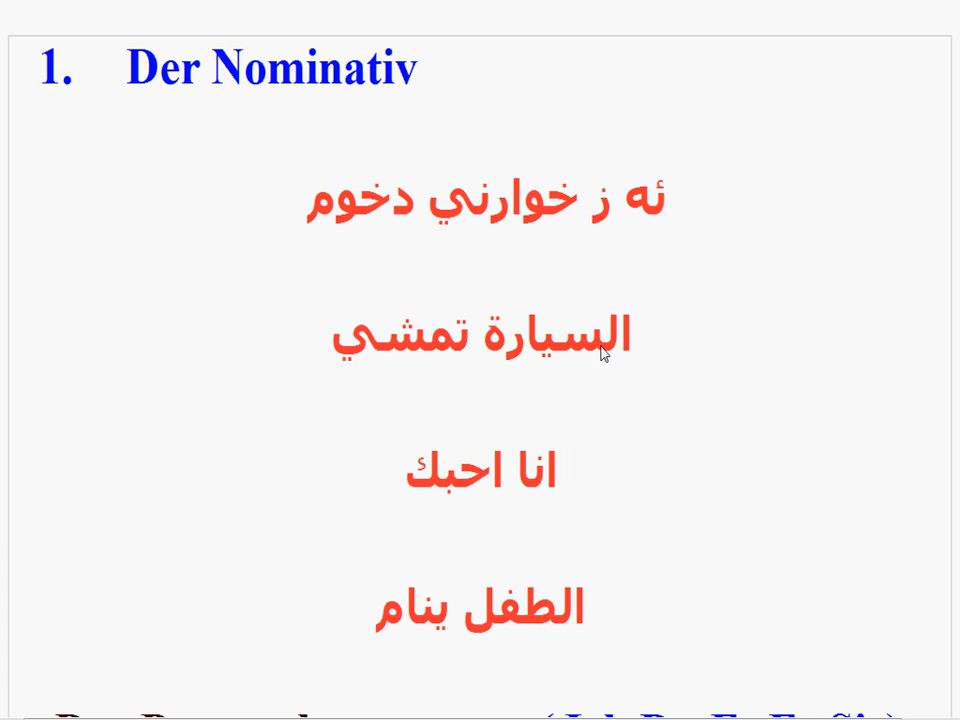 1. Der Nominativ
ئه ز خوارني دخوم
السيارة تمشي
انا احبك
الطفل ينام